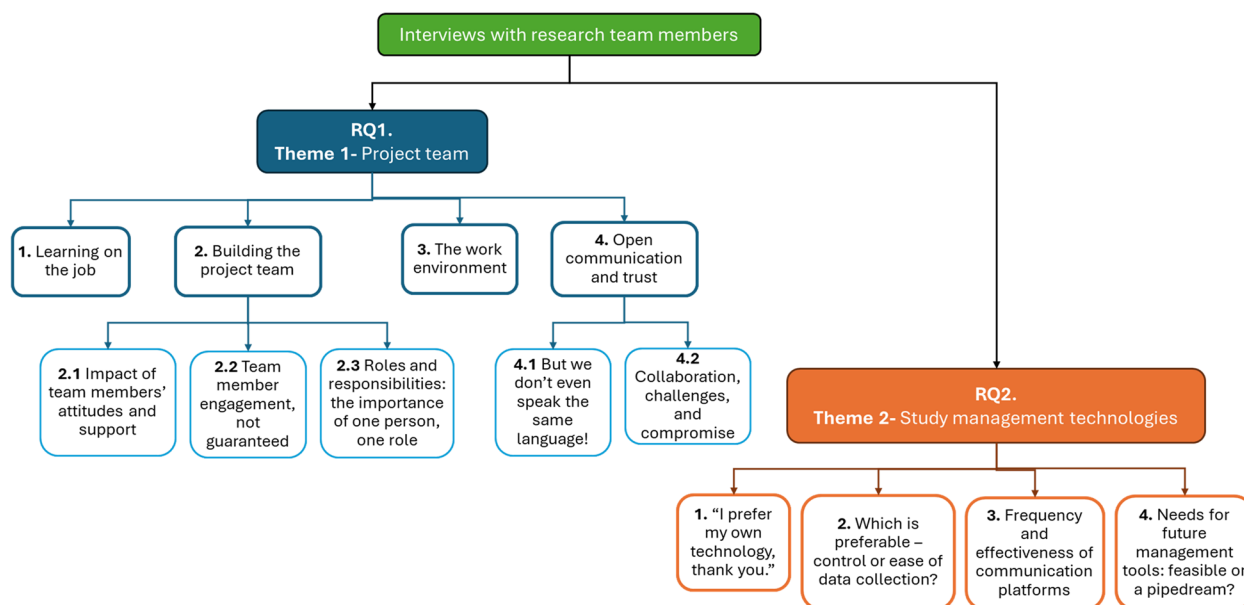 Interviews with research team members
RQ1.
Theme 1- Project team
1. Learning on
the job
2. Building the
project team
3. The work
environment
4. Open
communication
and trust
2.1 Impact of
team members’
attitudes and
support
2.2 Team
member
engagement,
not
guaranteed
2.3 Roles and
responsibilities:
the importance
of one person,
one role
4.1 But we
don’t even
speak the
same
language!
4.2
Collaboration,
challenges,
and
compromise
RQ2.
Theme 2- Study management technologies
1. “I prefer
my own
technology,
thank you.”
2. Which is
preferable –
control or ease of
data collection?
3. Frequency
and
effectiveness of
communication
platforms
4. Needs for
future
management
tools: feasible or
a pipedream?